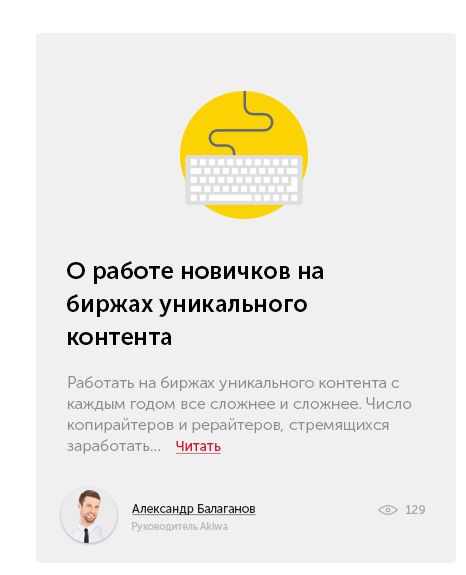 О работе новичков на
биржах уникального
контента
Работать на биржах уникального контента с
каждым годом все сложнее и сложнее. Число
копирайтеров и рерайтеров, стремящихся
заработать... Читать
Александр Балаганов 129
Руководитель Akiwa